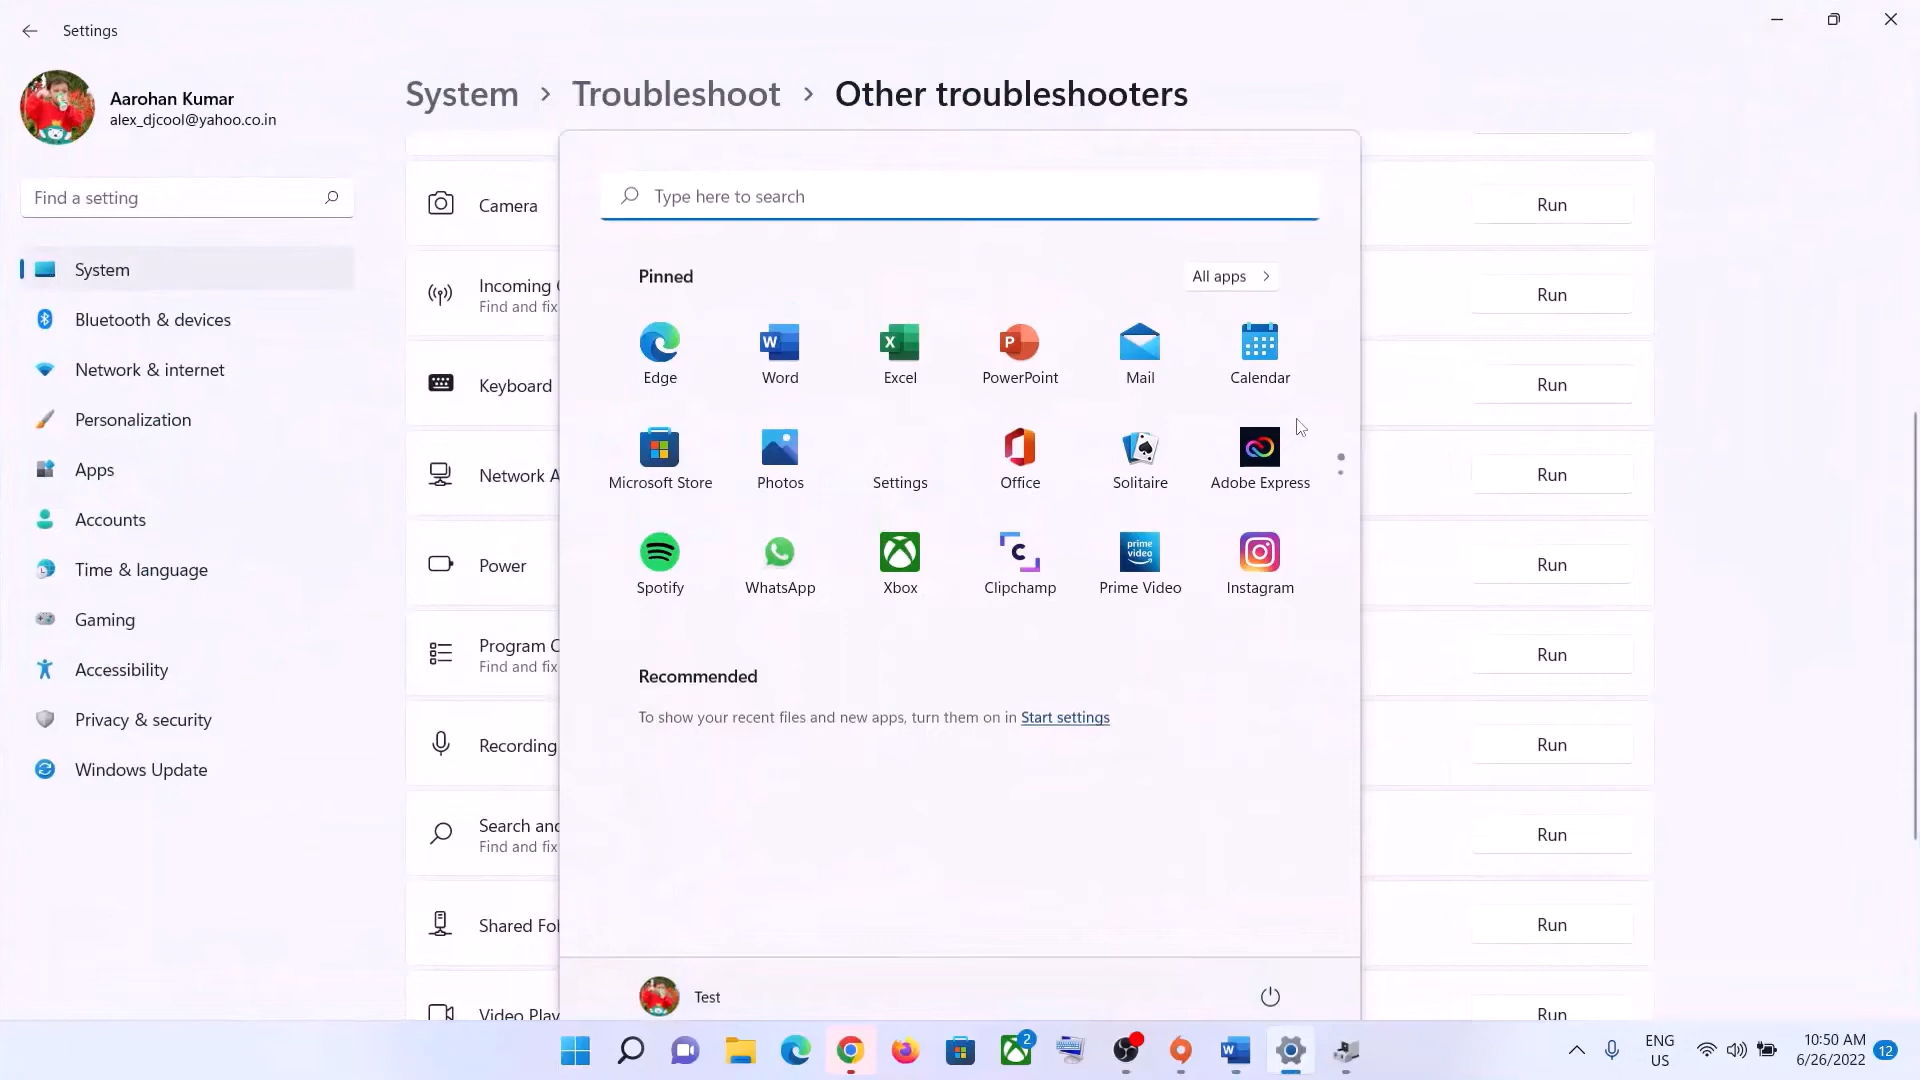 Settings
Aarohan Kumar
alex_djcool@yahoo.co.in
Find a setting
System
Bluetooth & devices
Network & internet
Personalization
Apps
Accounts
Time & language
Gaming
Accessibility
Privacy & security
Windows Update
System > Troubleshoot > Other troubleshooters
Camera
Run
Incoming
Find and fix
Run
Keyboard
Run
Network A
Run
Power
Run
Program C
Find and fix
Run
Recording
Run
Search and
Find and fix
Run
Shared Fol
Run
Video Play
Run
Type here to search
Pinned
All apps >
Edge
Word
Excel
PowerPoint
Mail
Calendar
Microsoft Store
Photos
Settings
Office
Solitaire
Adobe Express
Spotify
WhatsApp
Xbox
Clipchamp
prime
video
Prime Video
Instagram
Recommended
To show your recent files and new apps, turn them on in Start settings
Test
2
ENG
US
10:50 AM
6/26/2022
12